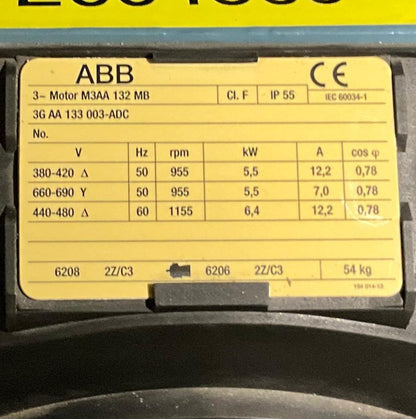 ABB CE
3~ Motor M3AA 132 MB Cl. F IP 55 IEC 60034-1
3G AA 133 003-ADC
No.
V Hz rpm kW A cos φ
380-420 Δ 50 955 5,5 12,2 0,78
660-690 Y 50 955 5,5 7,0 0,78
440-480 Δ 60 1155 6,4 12,2 0,78
6208 2Z/C3 6206 2Z/C3 54 kg